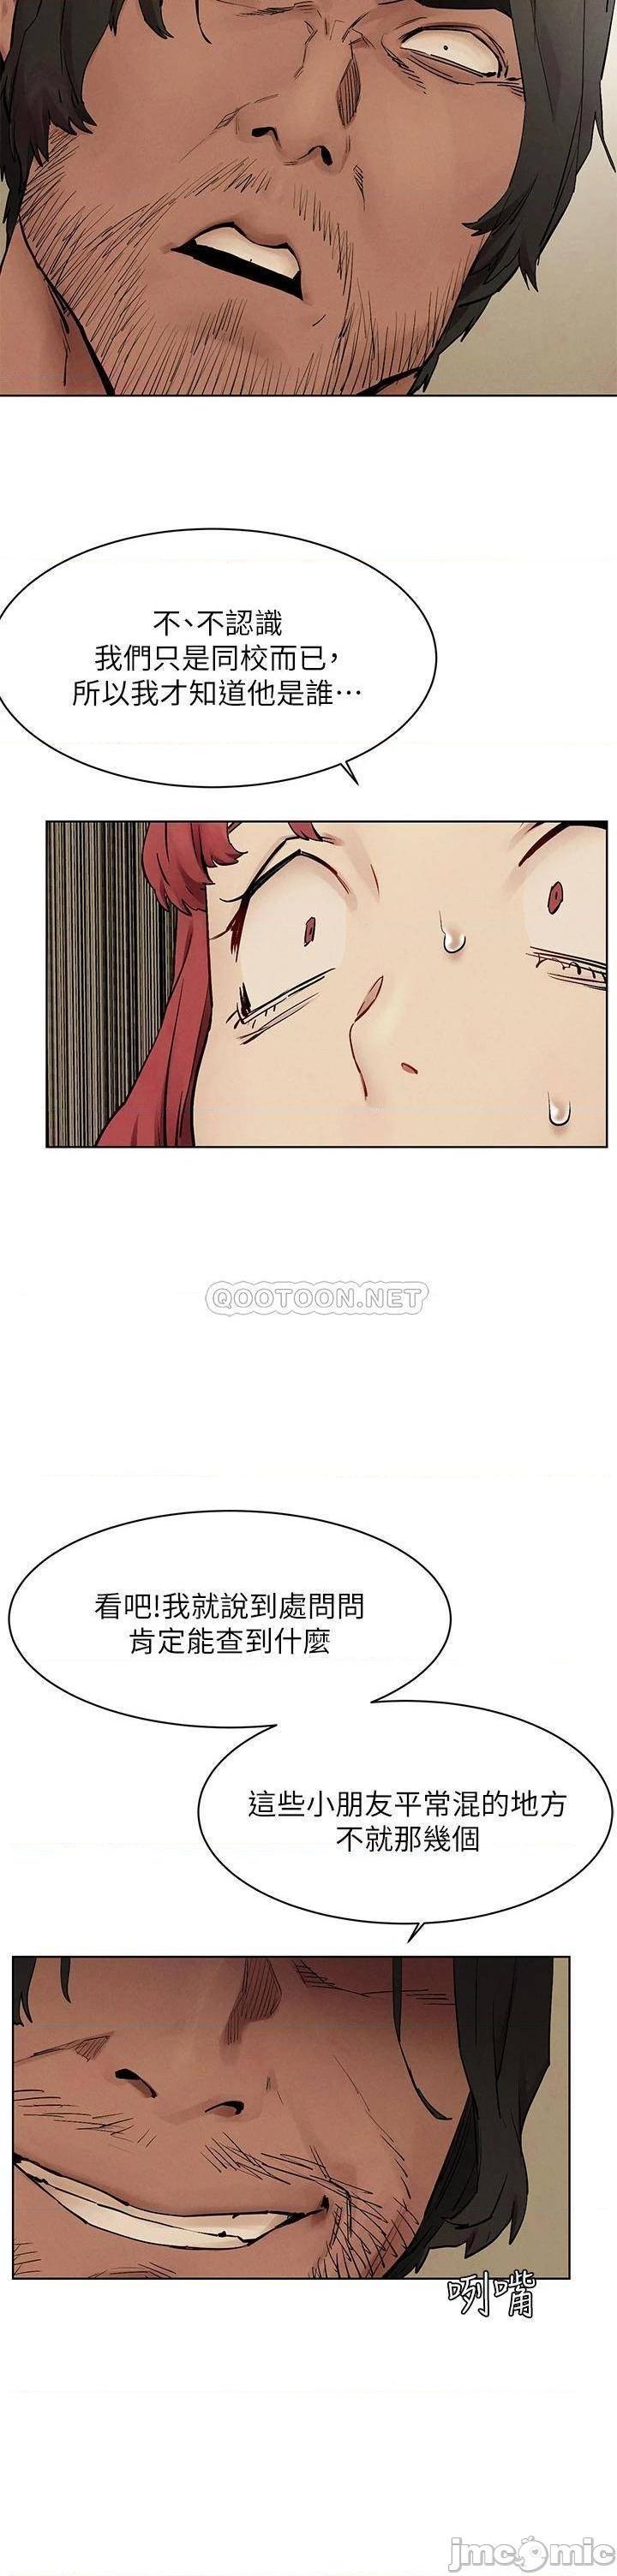 不、不認識
我們只是同校而已，
所以我才知道他是誰⋯
QOOTOON.NET
看吧!我就說到處問問
肯定能查到什麼
這些小朋友平常混的地方
不就那幾個
咧嘴
jmcomic